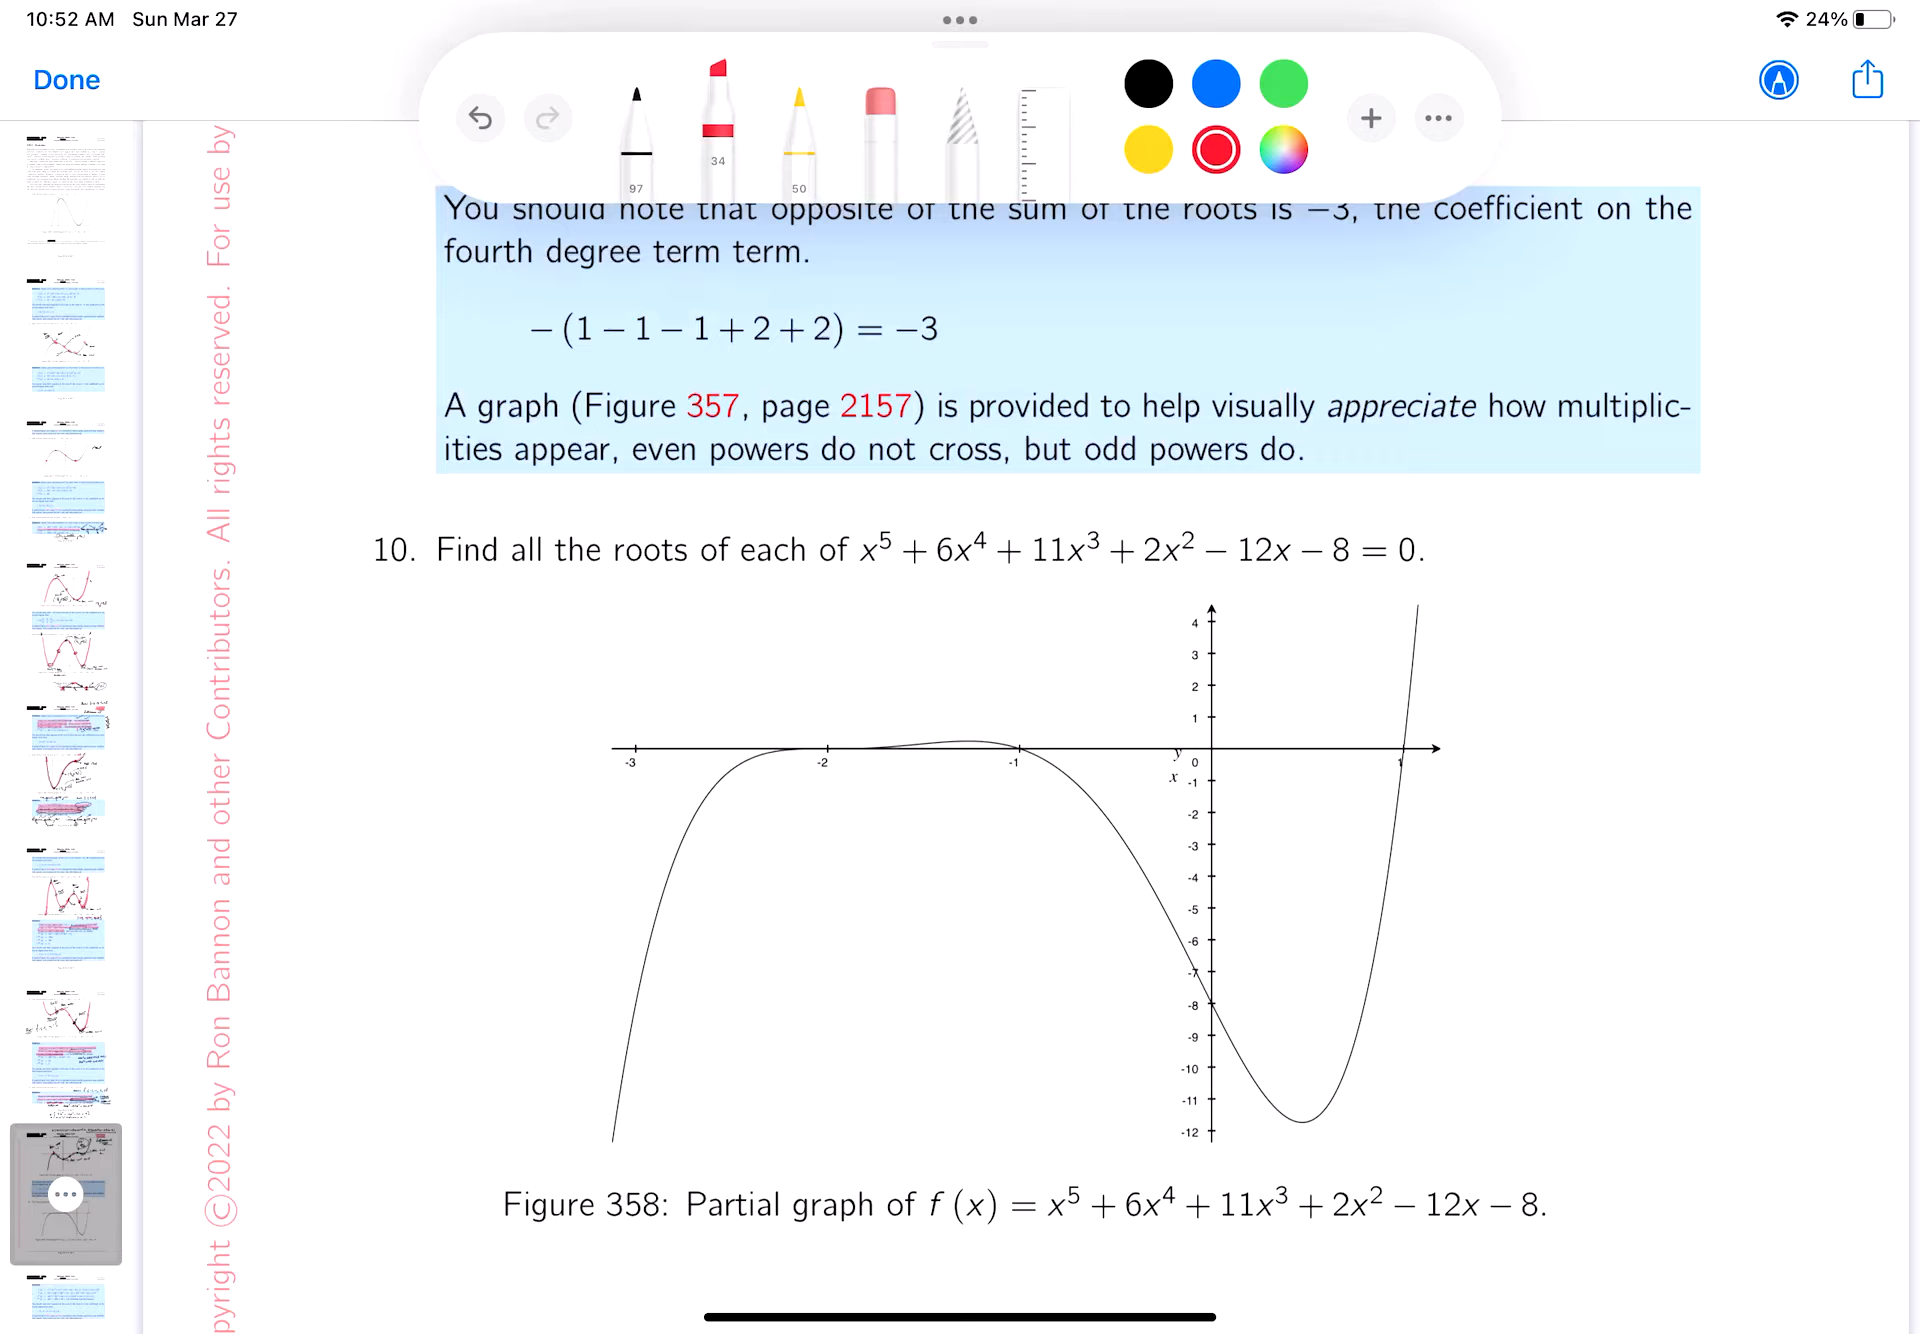 10:52 AM Sun Mar 27
24%
Done
97
34
50
You should note that opposite of the sum of the roots is −3, the coefficient on the
fourth degree term term.
− (1 − 1 − 1 + 2 + 2) = −3
A graph (Figure 357, page 2157) is provided to help visually appreciate how multiplic-
ities appear, even powers do not cross, but odd powers do.
10. Find all the roots of each of x⁵ + 6x⁴ + 11x³ + 2x² − 12x − 8 = 0.
4
3
2
1
-3 -2 -1 y 0 1
x -1
-2
-3
-4
-5
-6
-7
-8
-9
-10
-11
-12
Figure 358: Partial graph of f (x) = x⁵ + 6x⁴ + 11x³ + 2x² − 12x − 8.
pyright ©2022 by Ron Bannon and other Contributors. All rights reserved. For use by